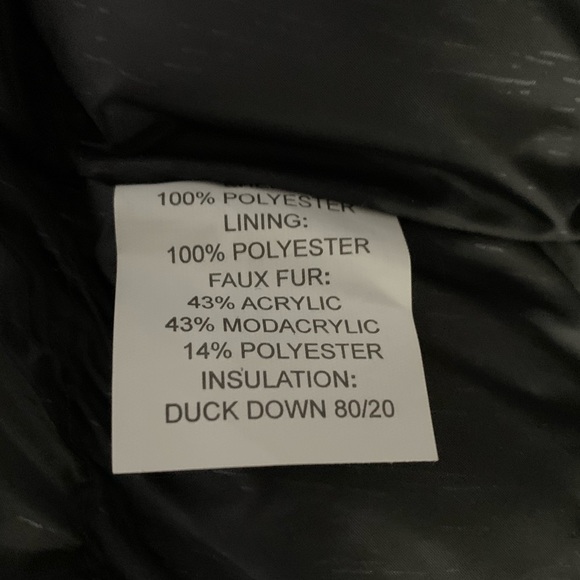 100% POLYESTER
LINING:
100% POLYESTER
FAUX FUR:
43% ACRYLIC
43% MODACRYLIC
14% POLYESTER
INSULATION:
DUCK DOWN 80/20